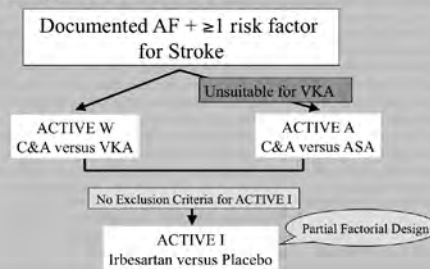 Documented AF + ≥1 risk factor
for Stroke
Unsuitable for VKA
ACTIVE W
C&A versus VKA
ACTIVE A
C&A versus ASA
No Exclusion Criteria for ACTIVE I
Partial Factorial Design
ACTIVE I
Irbesartan versus Placebo